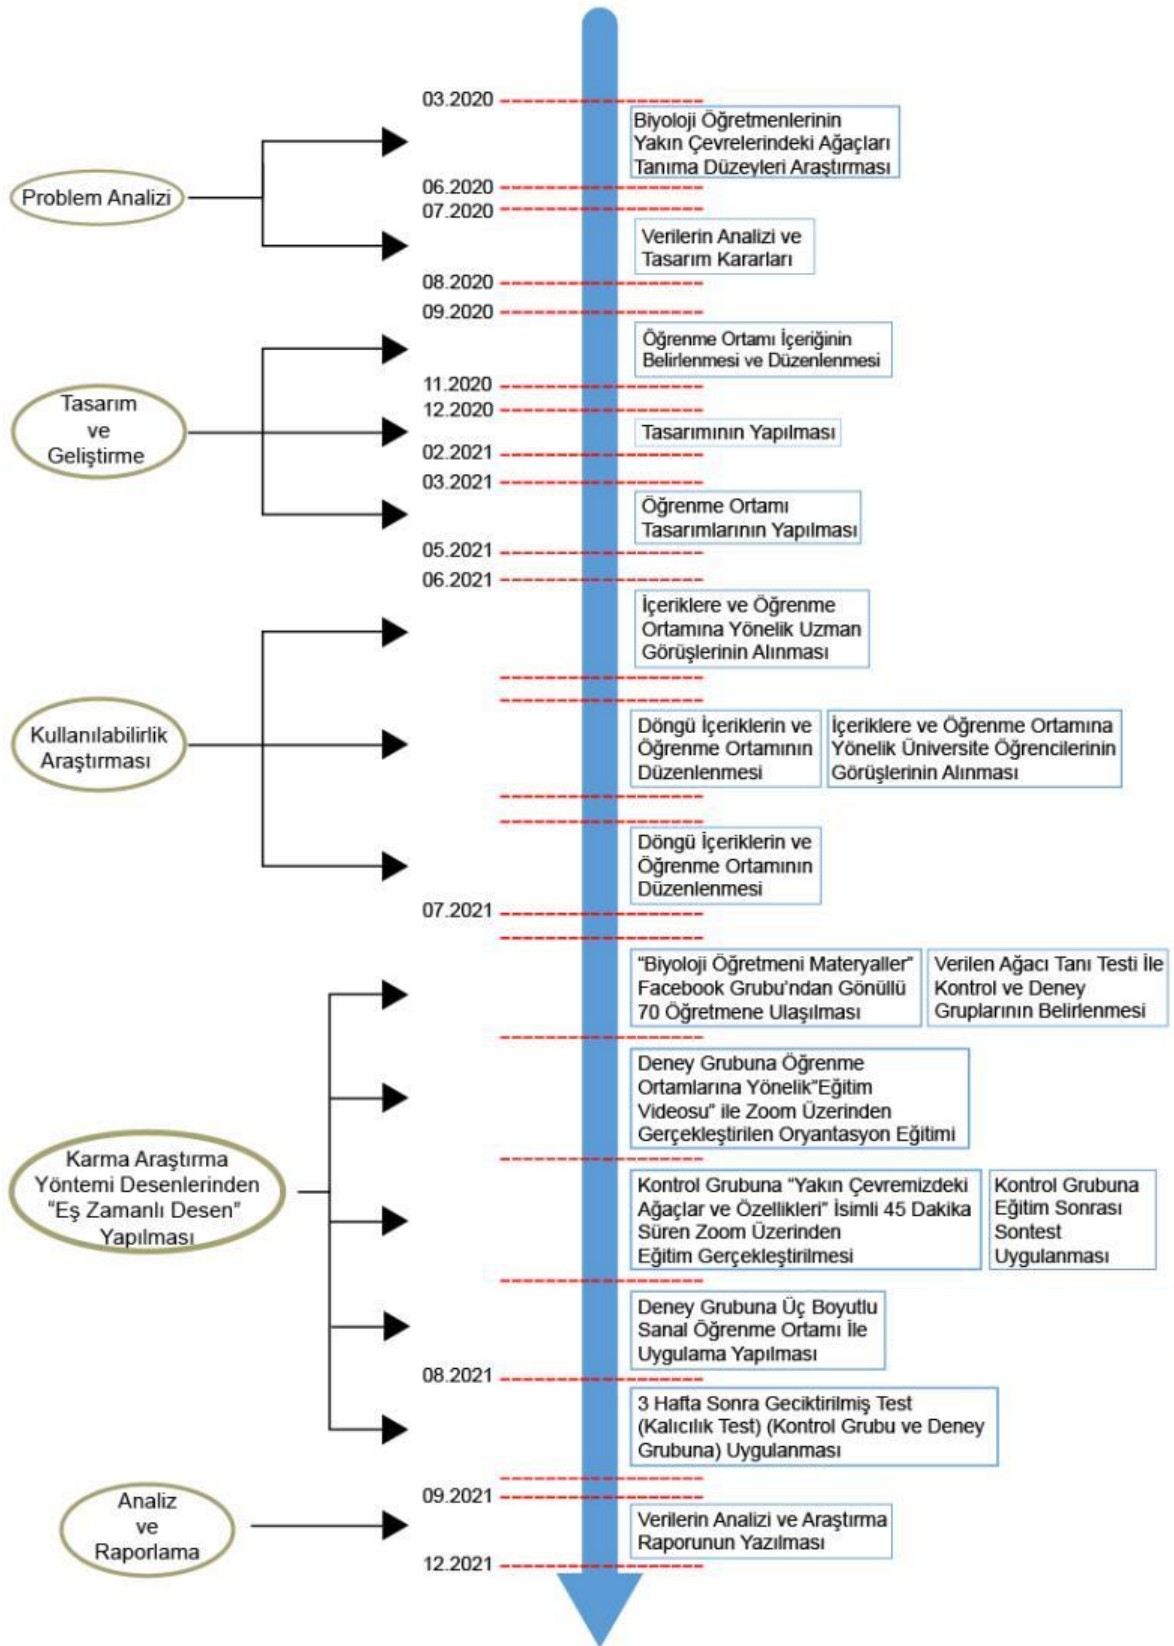 03.2020
Biyoloji Öğretmenlerinin
Yakın Çevrelerindeki Ağaçları
Tanıma Düzeyleri Araştırması
Problem Analizi
06.2020
07.2020
Verilerin Analizi ve
Tasarım Kararları
08.2020
09.2020
Öğrenme Ortamı İçeriğinin
Belirlenmesi ve Düzenlenmesi
11.2020
12.2020
Tasarım
ve
Geliştirme
Tasarımının Yapılması
02.2021
03.2021
Öğrenme Ortamı
Tasarımlarının Yapılması
05.2021
06.2021
İçeriklere ve Öğrenme
Ortamına Yönelik Uzman
Görüşlerinin Alınması
Kullanılabilirlik
Araştırması
Döngü İçeriklerin ve
Öğrenme Ortamının
Düzenlenmesi
İçeriklere ve Öğrenme Ortamına
Yönelik Üniversite Öğrencilerinin
Görüşlerinin Alınması
Döngü İçeriklerin ve
Öğrenme Ortamının
Düzenlenmesi
07.2021
“Biyoloji Öğretmeni Materyaller”
Facebook Grubu’ndan Gönüllü
70 Öğretmene Ulaşılması
Verilen Ağacı Tanı Testi İle
Kontrol ve Deney
Gruplarının Belirlenmesi
Deney Grubuna Öğrenme
Ortamlarına Yönelik”Eğitim
Videosu” ile Zoom Üzerinden
Gerçekleştirilen Oryantasyon Eğitimi
Karma Araştırma
Yöntemi Desenlerinden
“Eş Zamanlı Desen”
Yapılması
Kontrol Grubuna “Yakın Çevremizdeki
Ağaçlar ve Özellikleri” İsimli 45 Dakika
Süren Zoom Üzerinden
Eğitim Gerçekleştirilmesi
Kontrol Grubuna
Eğitim Sonrası
Sontest
Uygulanması
Deney Grubuna Üç Boyutlu
Sanal Öğrenme Ortamı İle
Uygulama Yapılması
08.2021
3 Hafta Sonra Geciktirilmiş Test
(Kalıcılık Test) (Kontrol Grubu ve Deney
Grubuna) Uygulanması
09.2021
Analiz
ve
Raporlama
Verilerin Analizi ve Araştırma
Raporunun Yazılması
12.2021